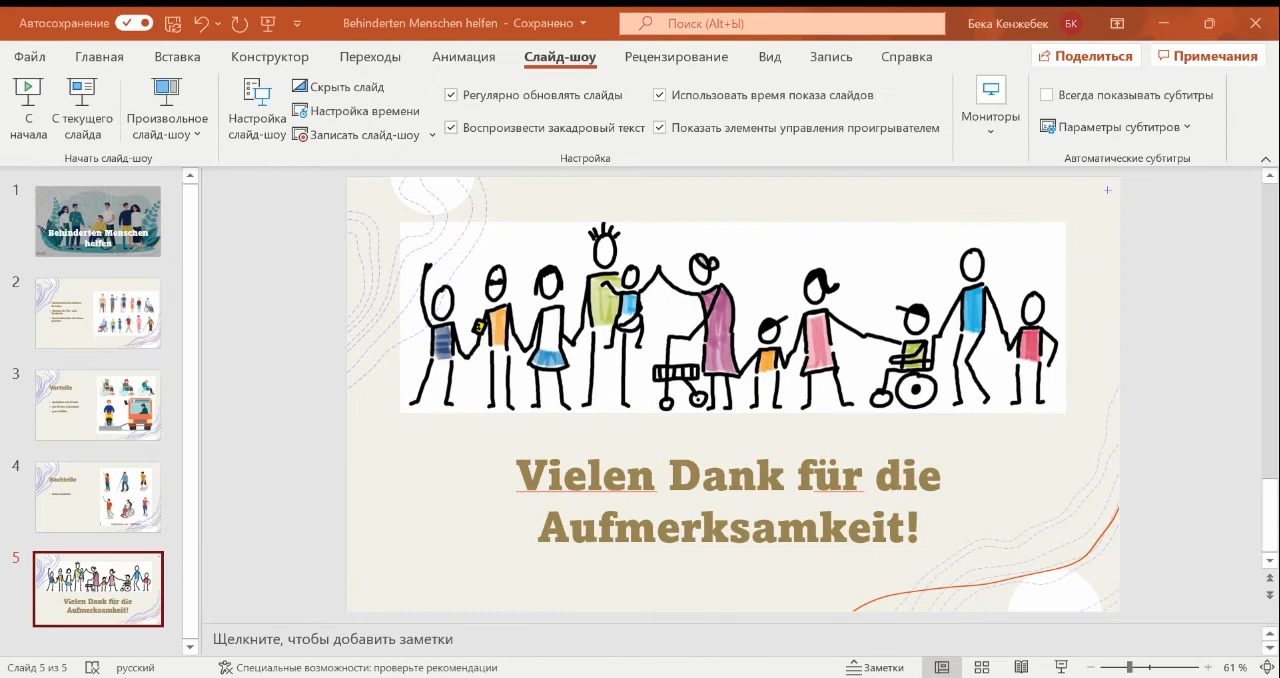 Автосохранение
Behinderten Menschen helfen - Сохранено
Поиск (Alt+Ы)
Бека Кенжебек
БК
Файл
Главная
Вставка
Конструктор
Переходы
Анимация
Слайд-шоу
Рецензирование
Вид
Запись
Справка
Поделиться
Примечания
С начала
С текущего слайда
Произвольное слайд-шоу
Начать слайд-шоу
Настройка слайд-шоу
Скрыть слайд
Настройка времени
Записать слайд-шоу
Регулярно обновлять слайды
Воспроизвести закадровый текст
Использовать время показа слайдов
Показать элементы управления проигрывателем
Настройка
Мониторы
Всегда показывать субтитры
Параметры субтитров
Автоматические субтитры
1
Behinderten Menschen
helfen
2
3
Vorteile
4
Nachteile
5
Vielen Dank für die
Aufmerksamkeit!
Vielen Dank für die
Aufmerksamkeit!
Щелкните, чтобы добавить заметки
Слайд 5 из 5
русский
Специальные возможности: проверьте рекомендации
Заметки
61 %